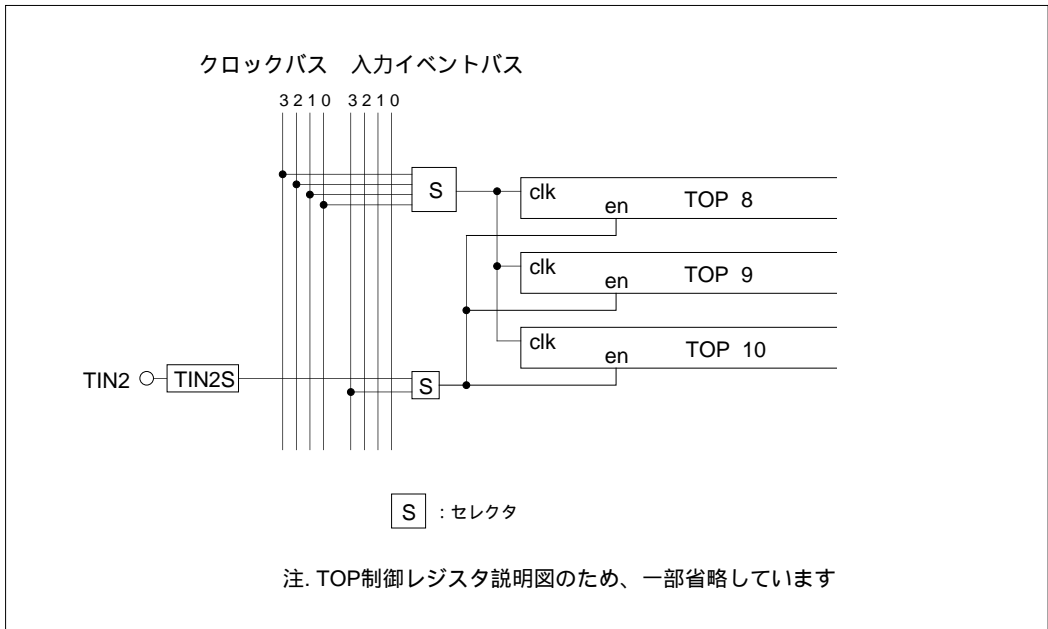 クロックバス 入力イベントバス
3 2 1 0 3 2 1 0
S
clk
en
TOP 8
clk
en
TOP 9
clk
en
TOP 10
TIN2
TIN2S
S
S :セレクタ
注. TOP制御レジスタ説明図のため、一部省略しています